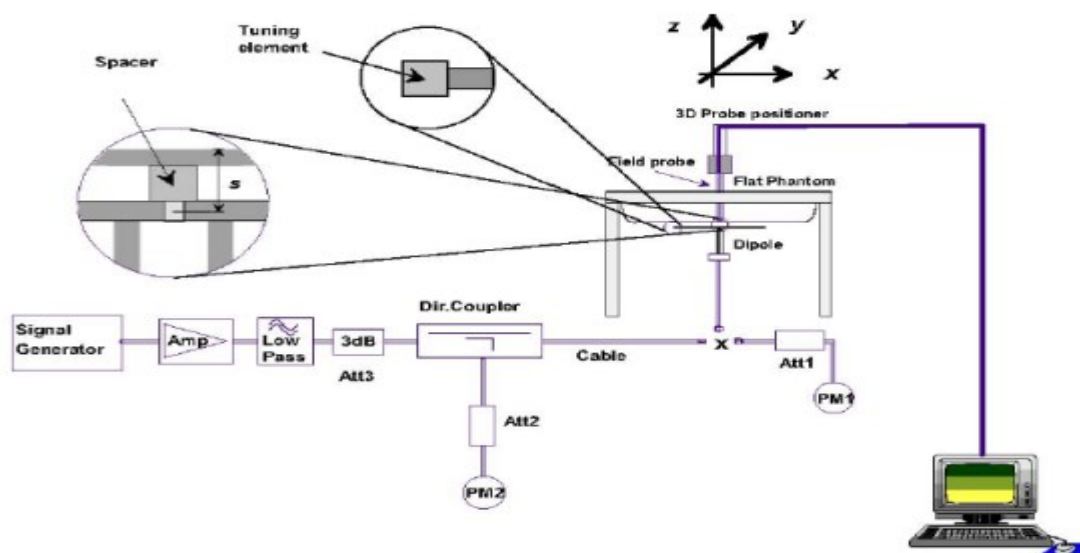 Tuning
element
Spacer
z
y
x
3D Probe positioner
Field probe
Flat Phantom
s
Dipole
Dir.Coupler
Signal
Generator
Amp
Low
Pass
3dB
Att3
Cable
x
Att1
PM1
Att2
PM2